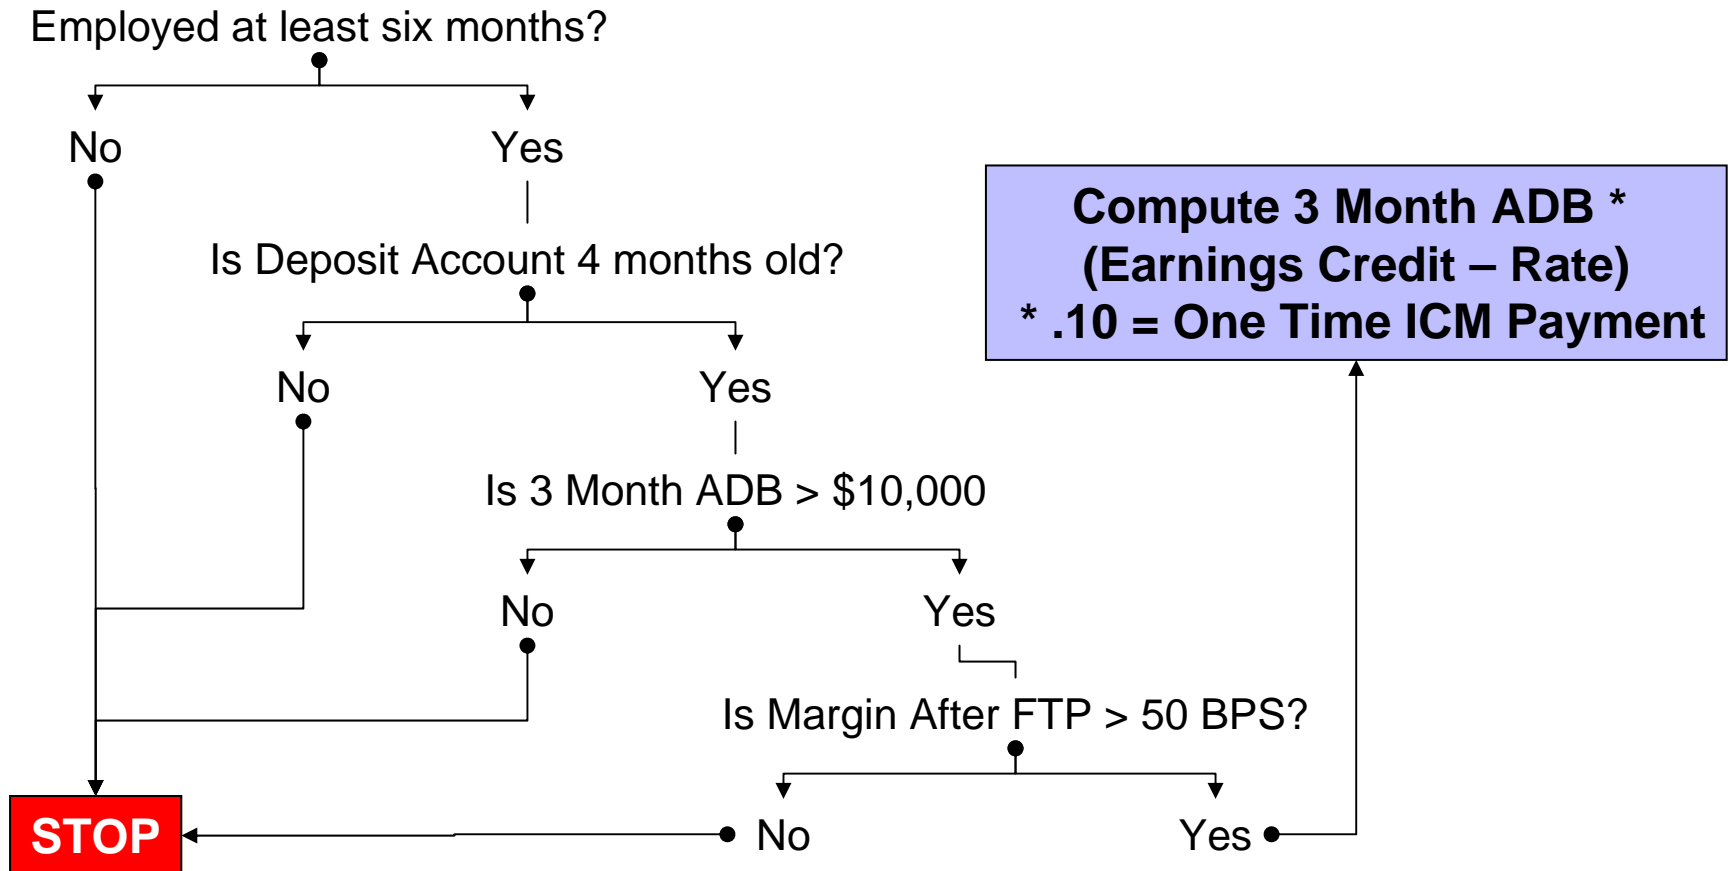 Employed at least six months?
No
Yes
Compute 3 Month ADB *
(Earnings Credit – Rate)
* .10 = One Time ICM Payment
Is Deposit Account 4 months old?
No
Yes
Is 3 Month ADB > $10,000
No
Yes
Is Margin After FTP > 50 BPS?
STOP
No
Yes